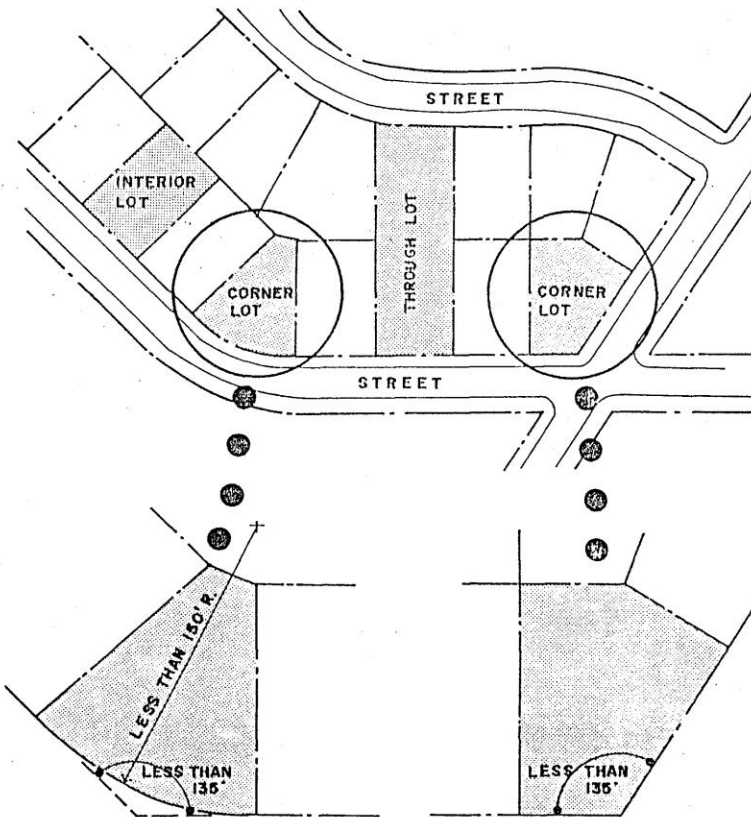 STREET
INTERIOR
LOT
THROUGH LOT
CORNER
LOT
CORNER
LOT
STREET
LESS THAN 150' R.
LESS THAN
135°
LESS THAN
135°